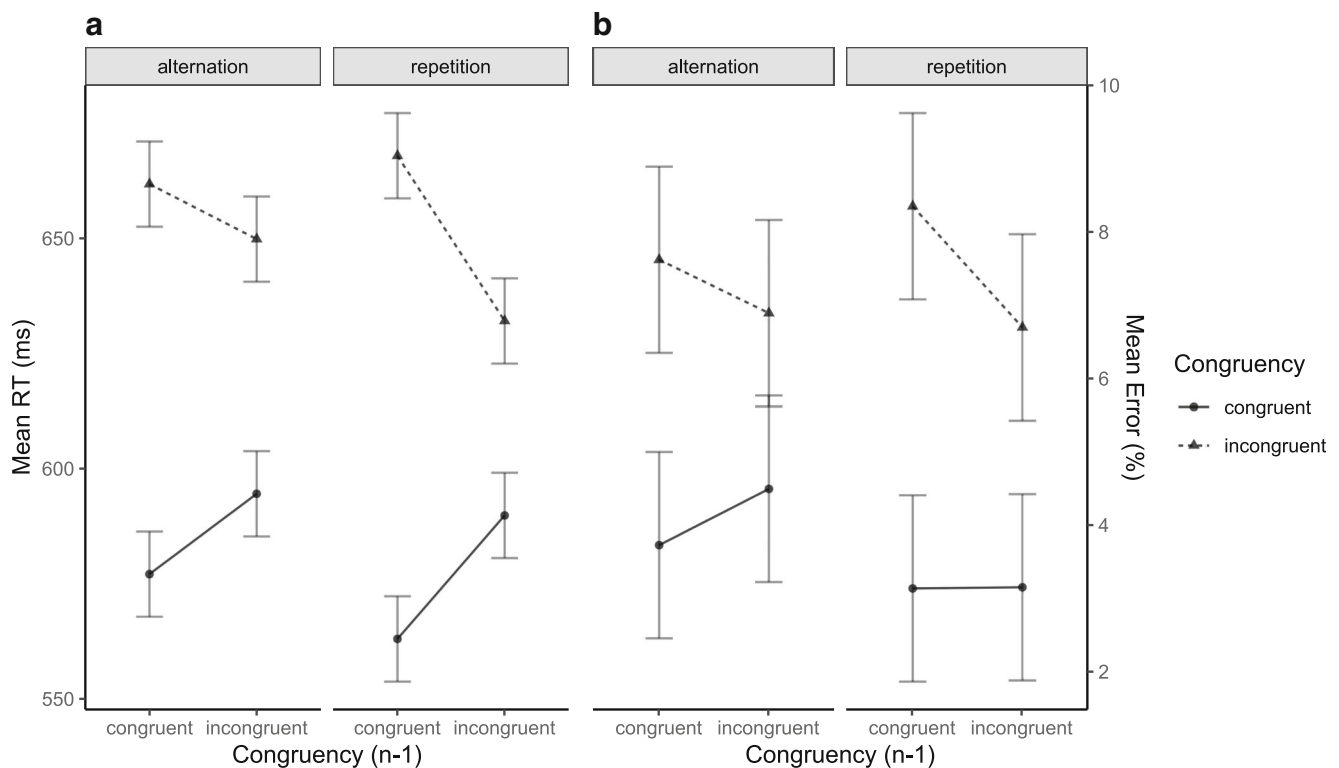 a
b
alternation
repetition
alternation
repetition
Mean RT (ms)
650
600
550
10
8
6
4
2
Mean Error (%)
congruent
incongruent
congruent
incongruent
congruent
incongruent
congruent
incongruent
Congruency (n-1)
Congruency (n-1)
Congruency
congruent
incongruent